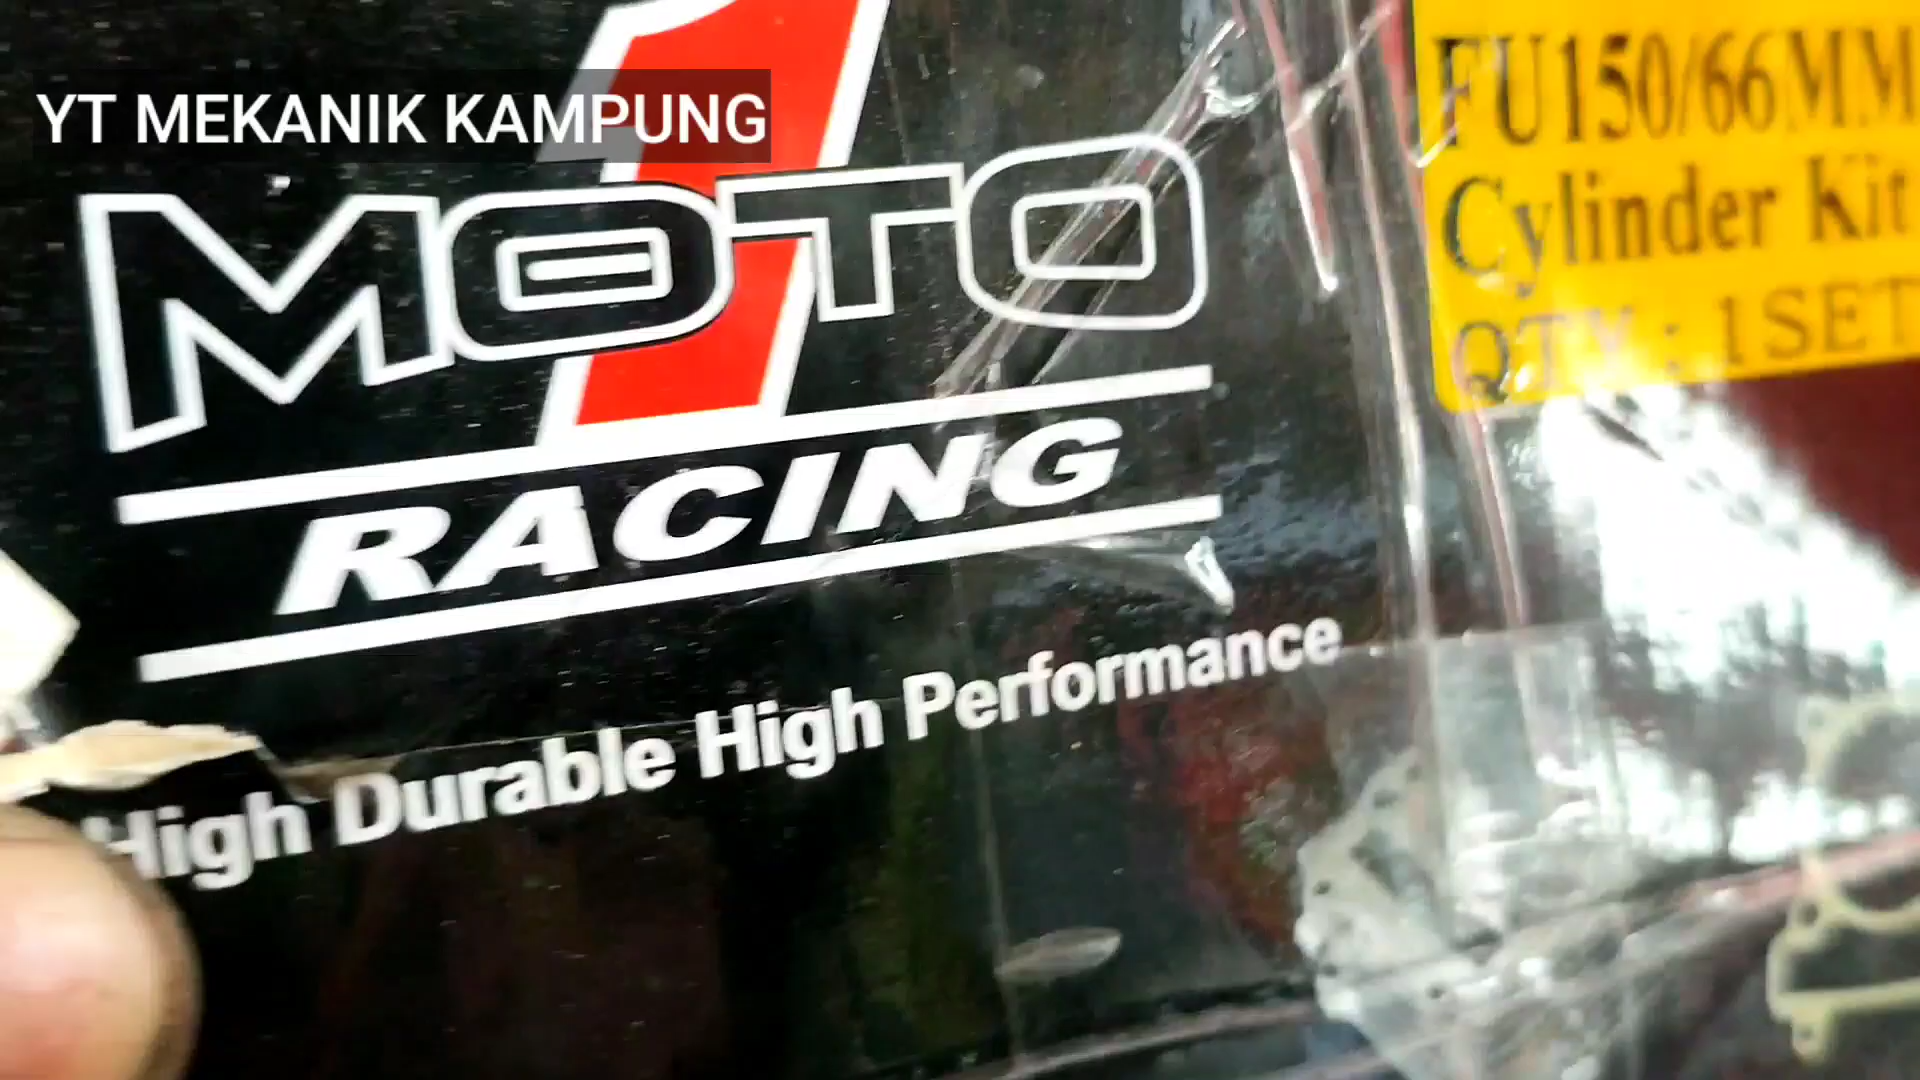 YT MEKANIK KAMPUNG
1
MOTO
RACING
High Durable High Performance
FU150/66MM
Cylinder Kit
QTY : 1SET